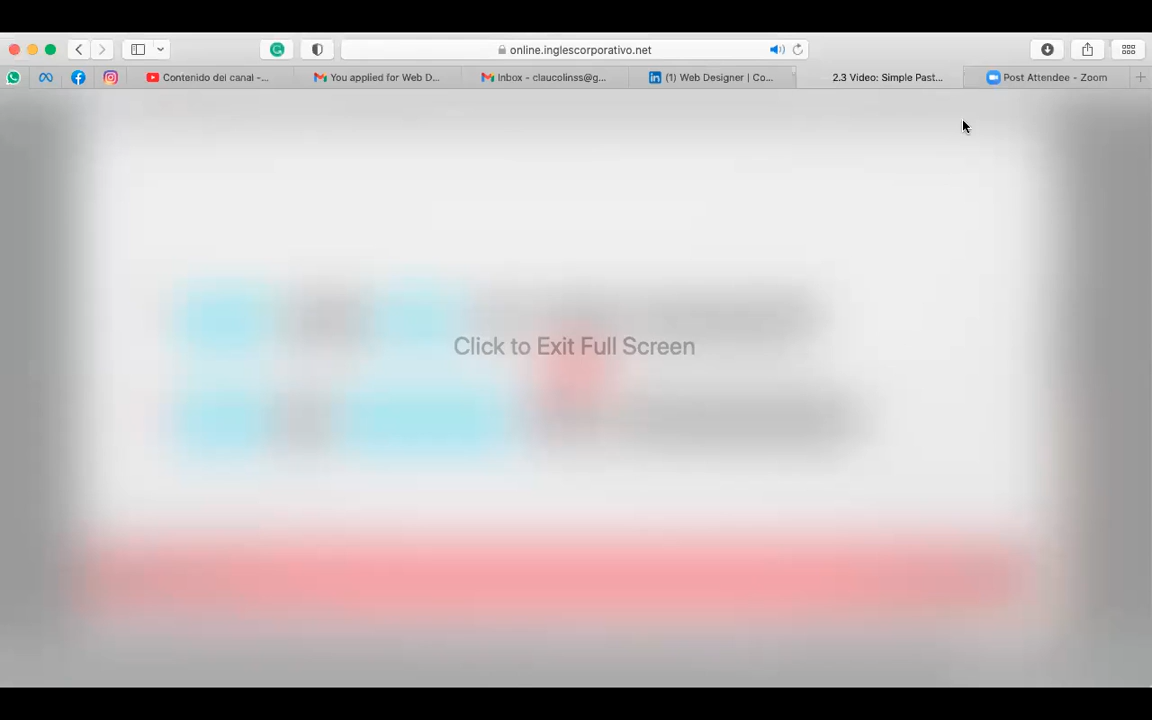 online.inglescorporativo.net
Contenido del canal -...
You applied for Web D...
Inbox - claucolinss@g...
(1) Web Designer | Co...
2.3 Video: Simple Past...
Post Attendee - Zoom
Click to Exit Full Screen